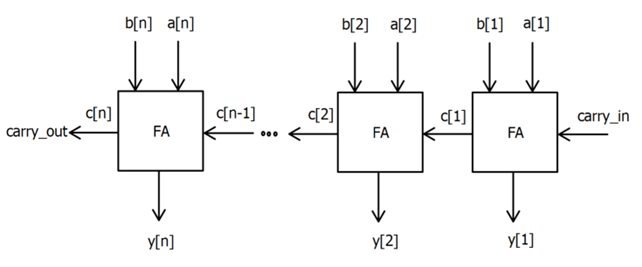 b[n] a[n] b[2] a[2] b[1] a[1]
c[n] c[n-1] c[2] c[1] carry_in
carry_out FA FA FA
y[n] y[2] y[1]